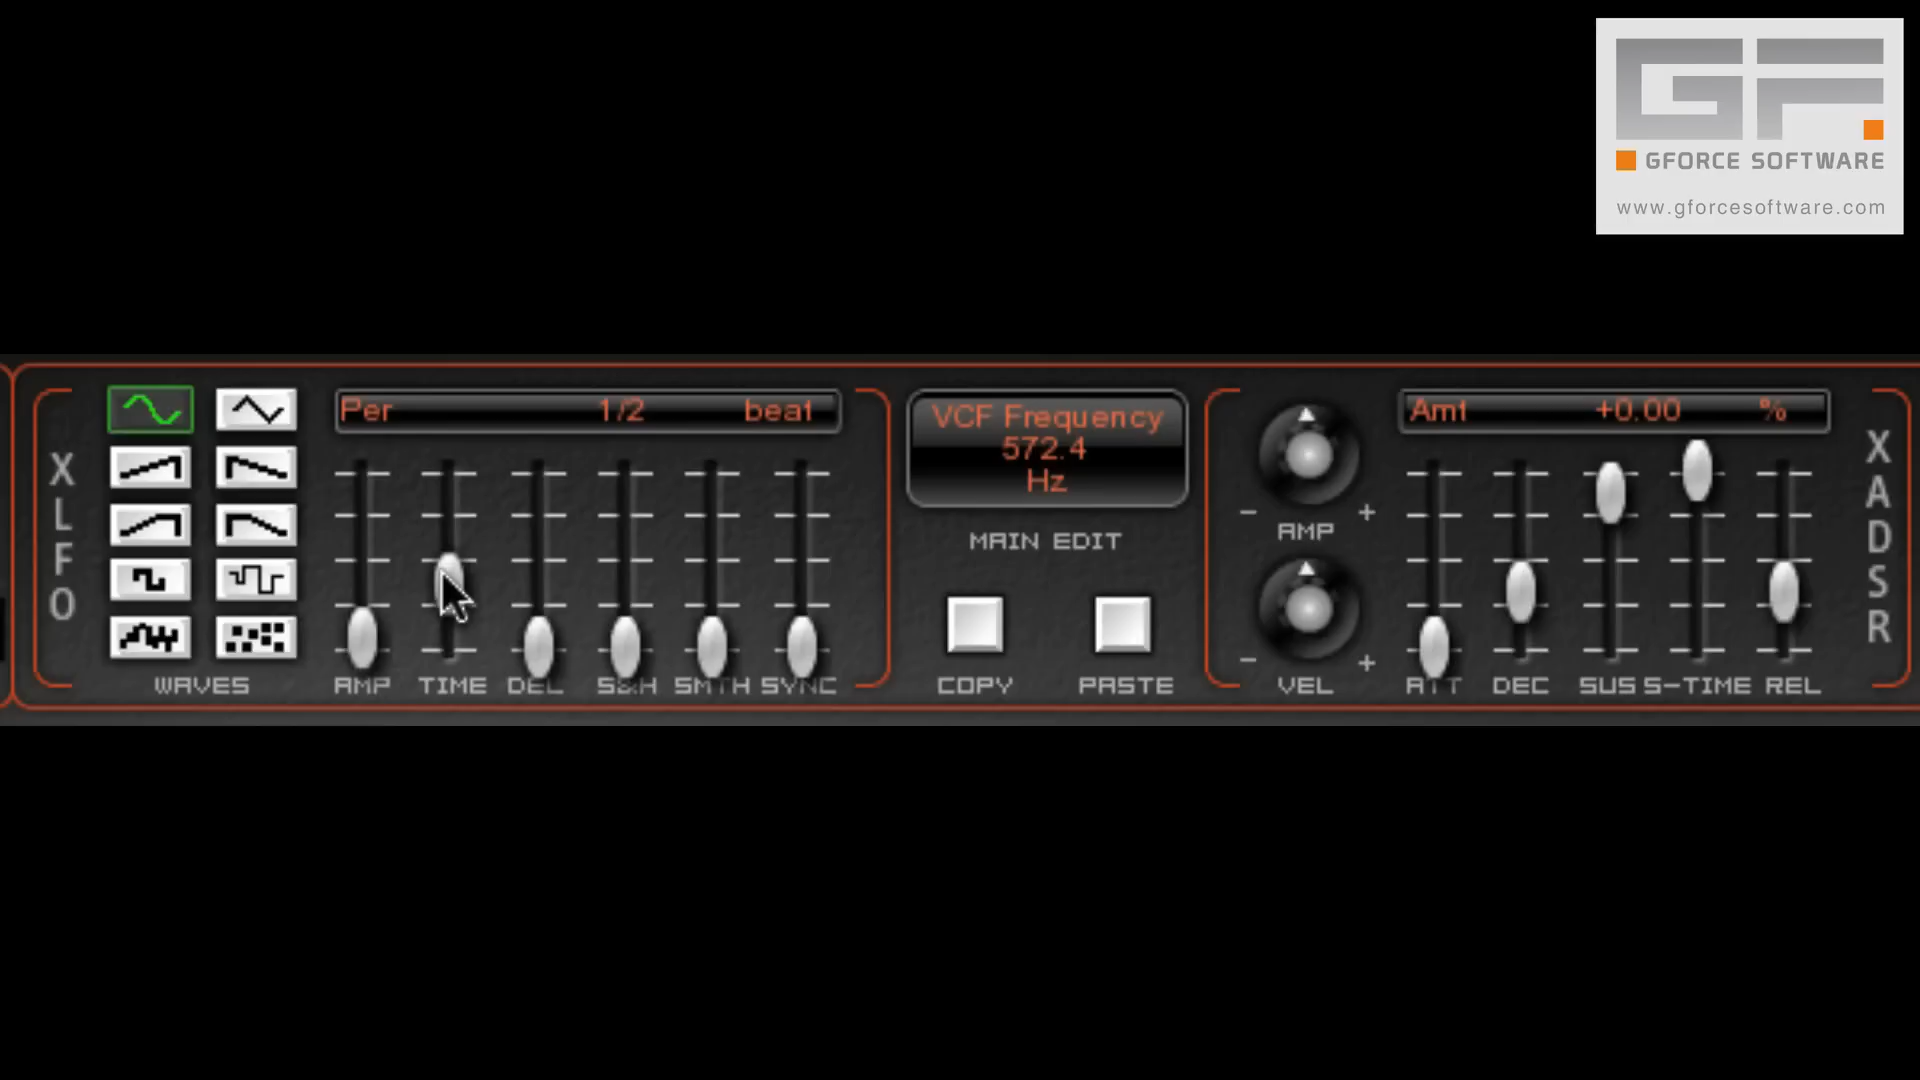 GF
GFORCE SOFTWARE
www.gforcesoftware.com
XLFO
Per 1/2 beat
WAVES
AMP TIME DEL S&H SMTH SYNC
VCF Frequency
572.4
Hz
MAIN EDIT
COPY PASTE
- AMP +
- VEL +
Amt +0.00 %
ATT DEC SUS S-TIME REL
XADSR